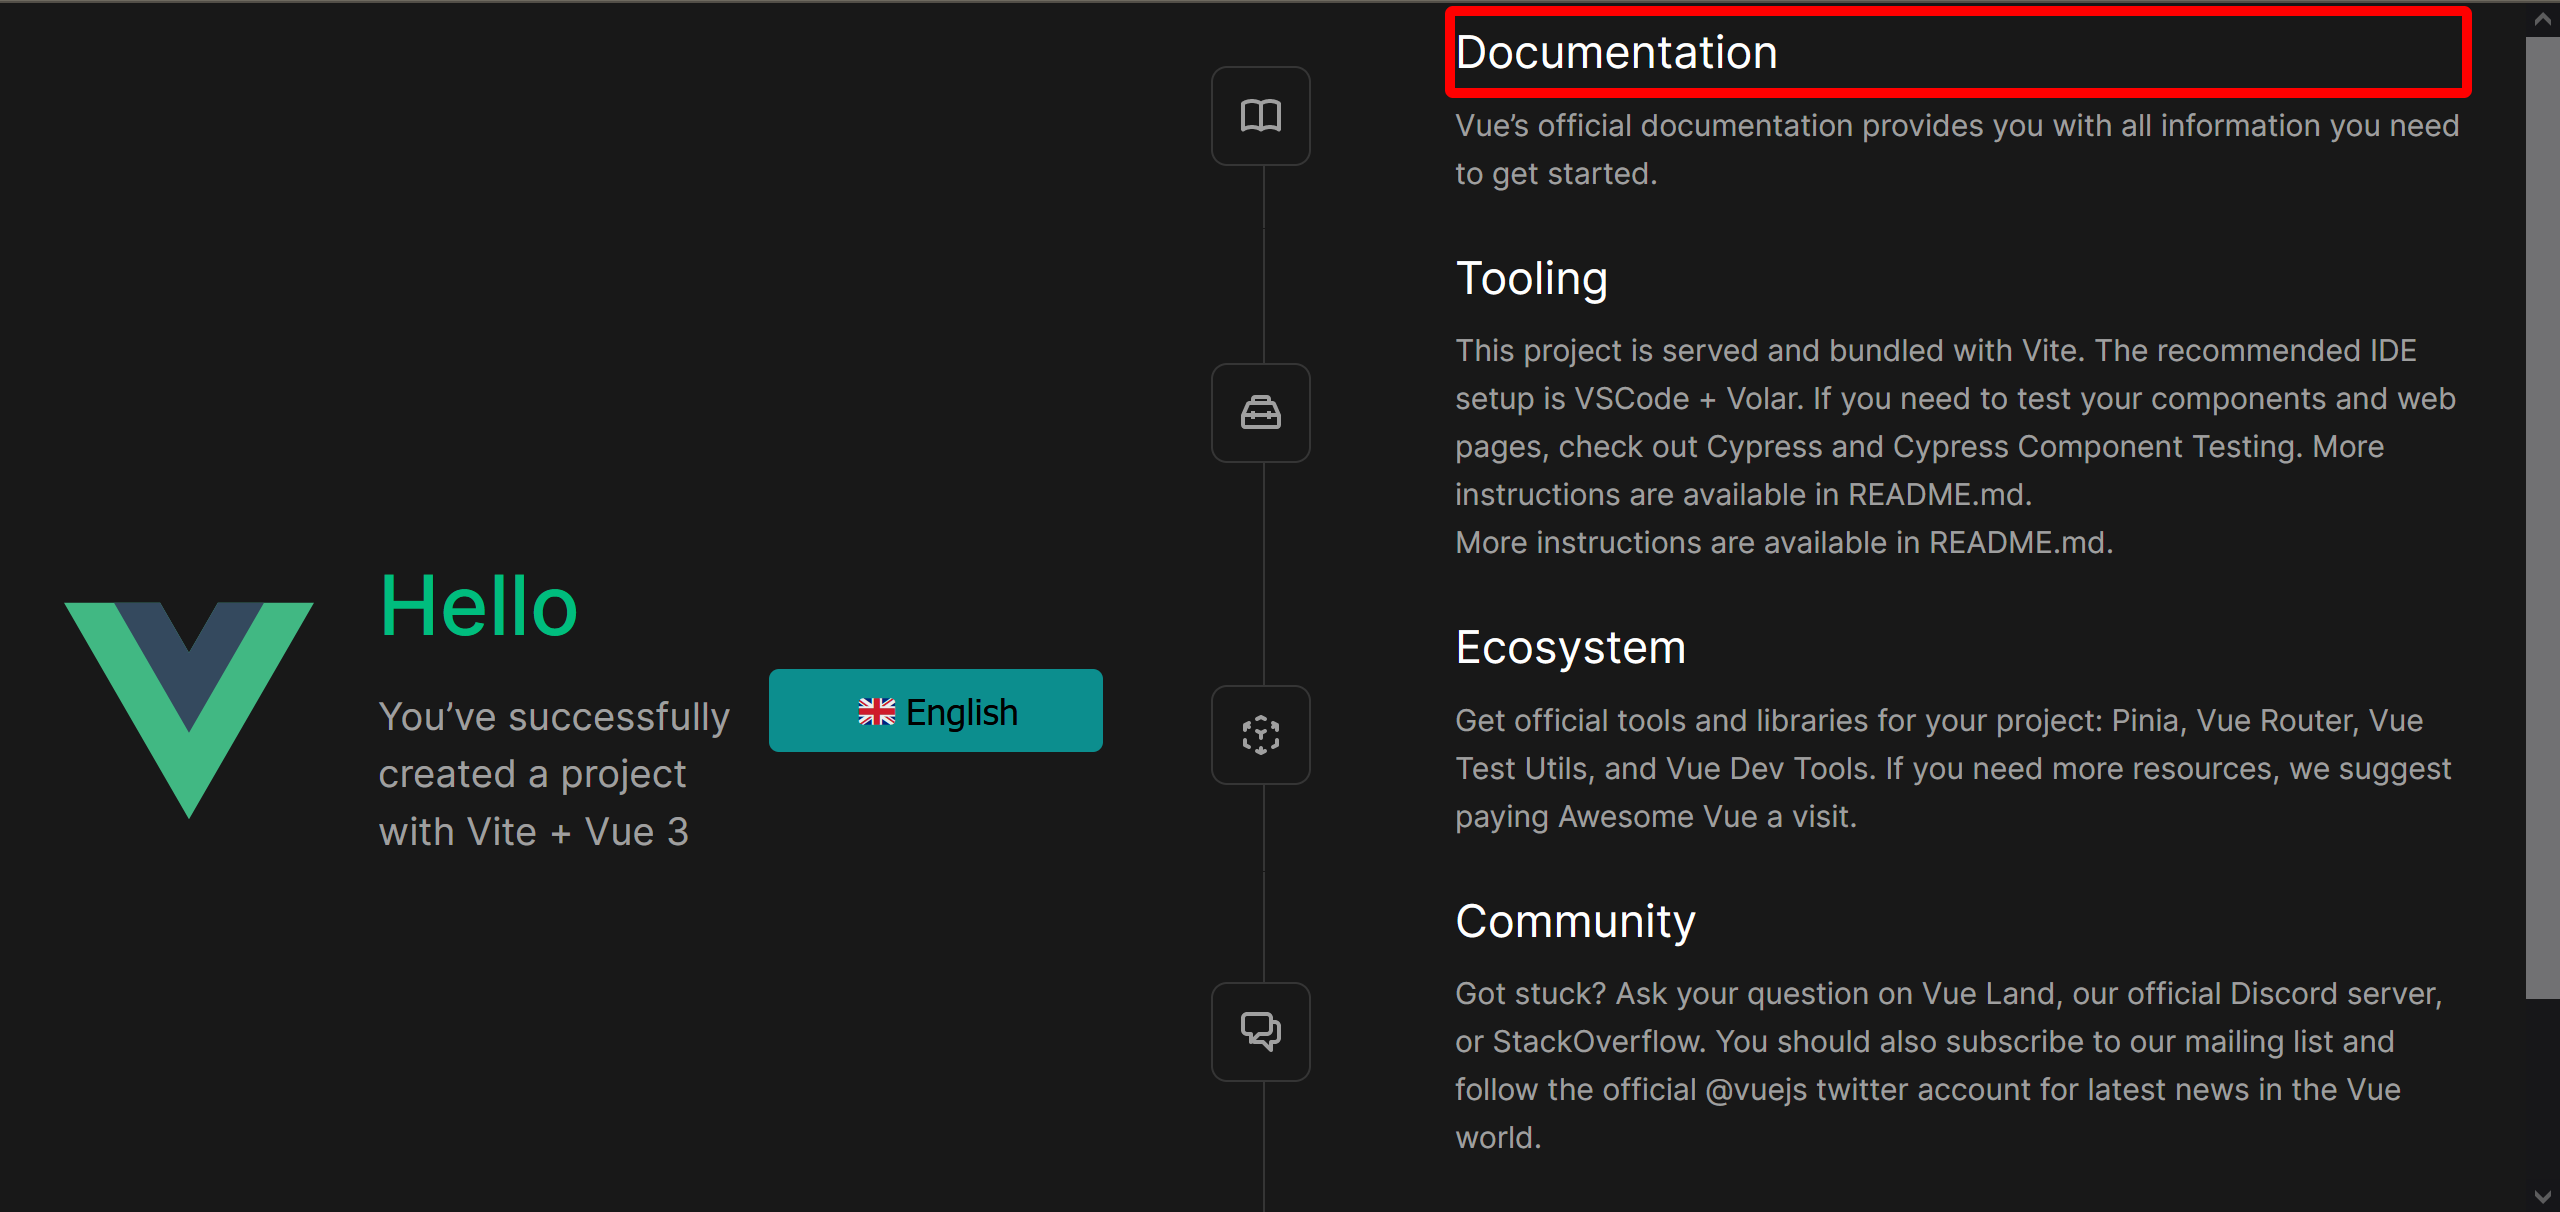 Documentation
Vue’s official documentation provides you with all information you need
to get started.
Tooling
This project is served and bundled with Vite. The recommended IDE
setup is VSCode + Volar. If you need to test your components and web
pages, check out Cypress and Cypress Component Testing. More
instructions are available in README.md.
More instructions are available in README.md.
Hello
You’ve successfully
created a project
with Vite + Vue 3
English
Ecosystem
Get official tools and libraries for your project: Pinia, Vue Router, Vue
Test Utils, and Vue Dev Tools. If you need more resources, we suggest
paying Awesome Vue a visit.
Community
Got stuck? Ask your question on Vue Land, our official Discord server,
or StackOverflow. You should also subscribe to our mailing list and
follow the official @vuejs twitter account for latest news in the Vue
world.